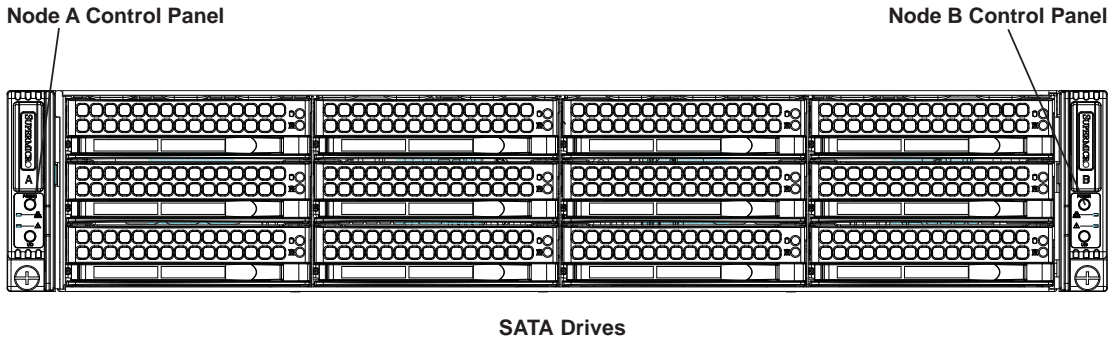 Node A Control Panel
Node B Control Panel
SUPERMICRO
A
SUPERMICRO
B
SATA Drives